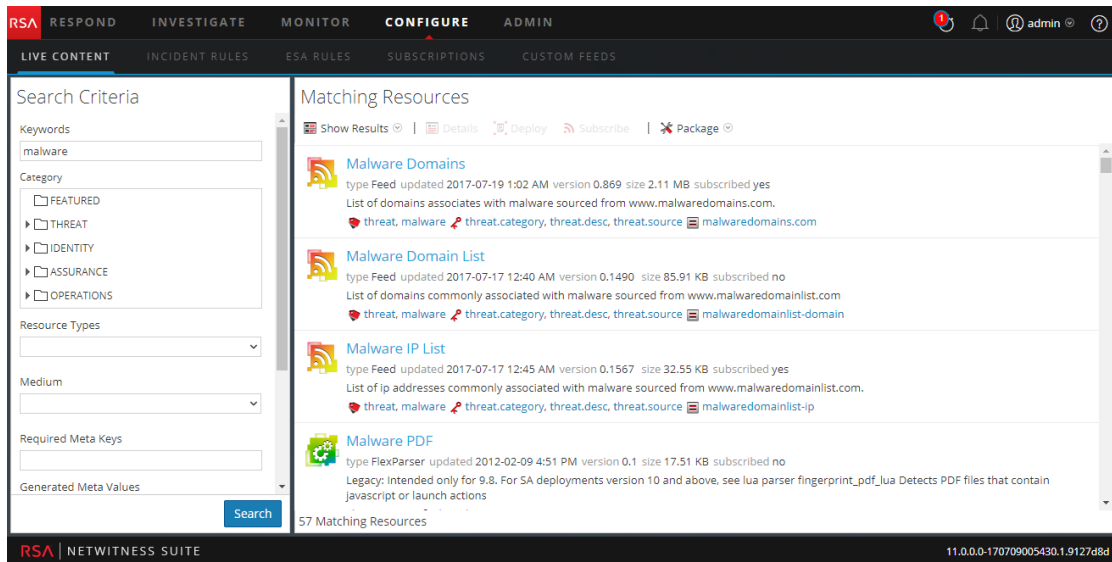 RSA RESPOND INVESTIGATE MONITOR CONFIGURE ADMIN 1 admin ?
LIVE CONTENT INCIDENT RULES ESA RULES SUBSCRIPTIONS CUSTOM FEEDS
Search Criteria
Keywords
malware
Category
FEATURED
THREAT
IDENTITY
ASSURANCE
OPERATIONS
Resource Types
Medium
Required Meta Keys
Generated Meta Values
Search
Matching Resources
Show Results | Details Deploy Subscribe | Package
Malware Domains
type Feed updated 2017-07-19 1:02 AM version 0.869 size 2.11 MB subscribed yes
List of domains associates with malware sourced from www.malwaredomains.com.
threat, malware threat.category, threat.desc, threat.source malwaredomains.com
Malware Domain List
type Feed updated 2017-07-17 12:40 AM version 0.1490 size 85.91 KB subscribed no
List of domains commonly associated with malware sourced from www.malwaredomainlist.com
threat, malware threat.category, threat.desc, threat.source malwaredomainlist-domain
Malware IP List
type Feed updated 2017-07-17 12:45 AM version 0.1567 size 32.55 KB subscribed yes
List of ip addresses commonly associated with malware sourced from www.malwaredomainlist.com.
threat, malware threat.category, threat.desc, threat.source malwaredomainlist-ip
Malware PDF
type FlexParser updated 2012-02-09 4:51 PM version 0.1 size 17.51 KB subscribed no
Legacy: Intended only for 9.8. For SA deployments version 10 and above, see lua parser fingerprint_pdf_lua Detects PDF files that contain
javascript or launch actions
57 Matching Resources
RSA | NETWITNESS SUITE
11.0.0.0-170709005430.1.9127d8d